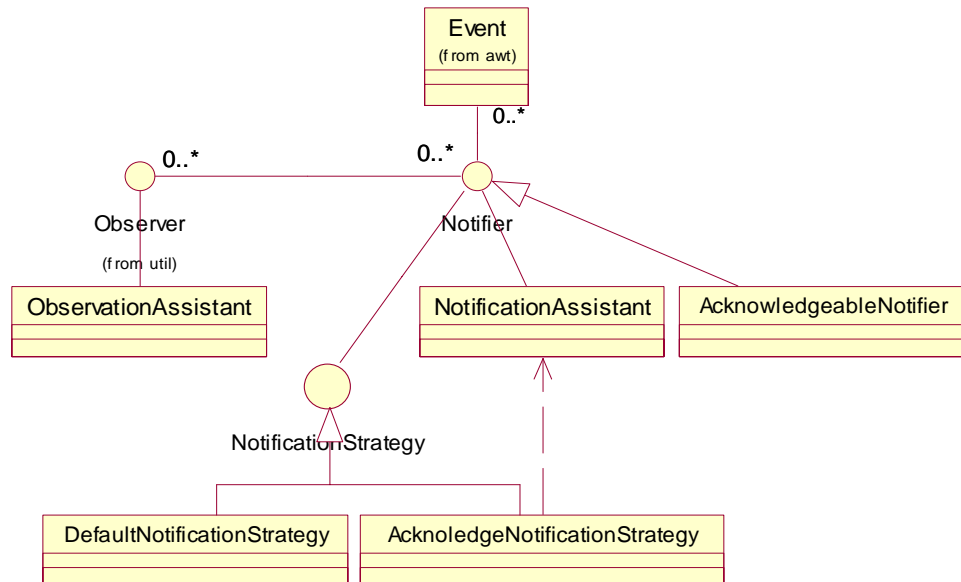 Event
(from awt)
0..*
0..*
0..*
Observer
(from util)
Notifier
ObservationAssistant
NotificationAssistant
AcknowledgeableNotifier
NotificationStrategy
DefaultNotificationStrategy
AcknoledgeNotificationStrategy